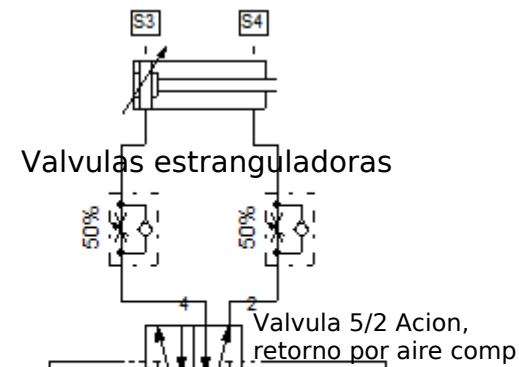 S3 S4
Valvulas estranguladoras
50% 50%
4 2
Valvula 5/2 Acion,
retorno por aire comp